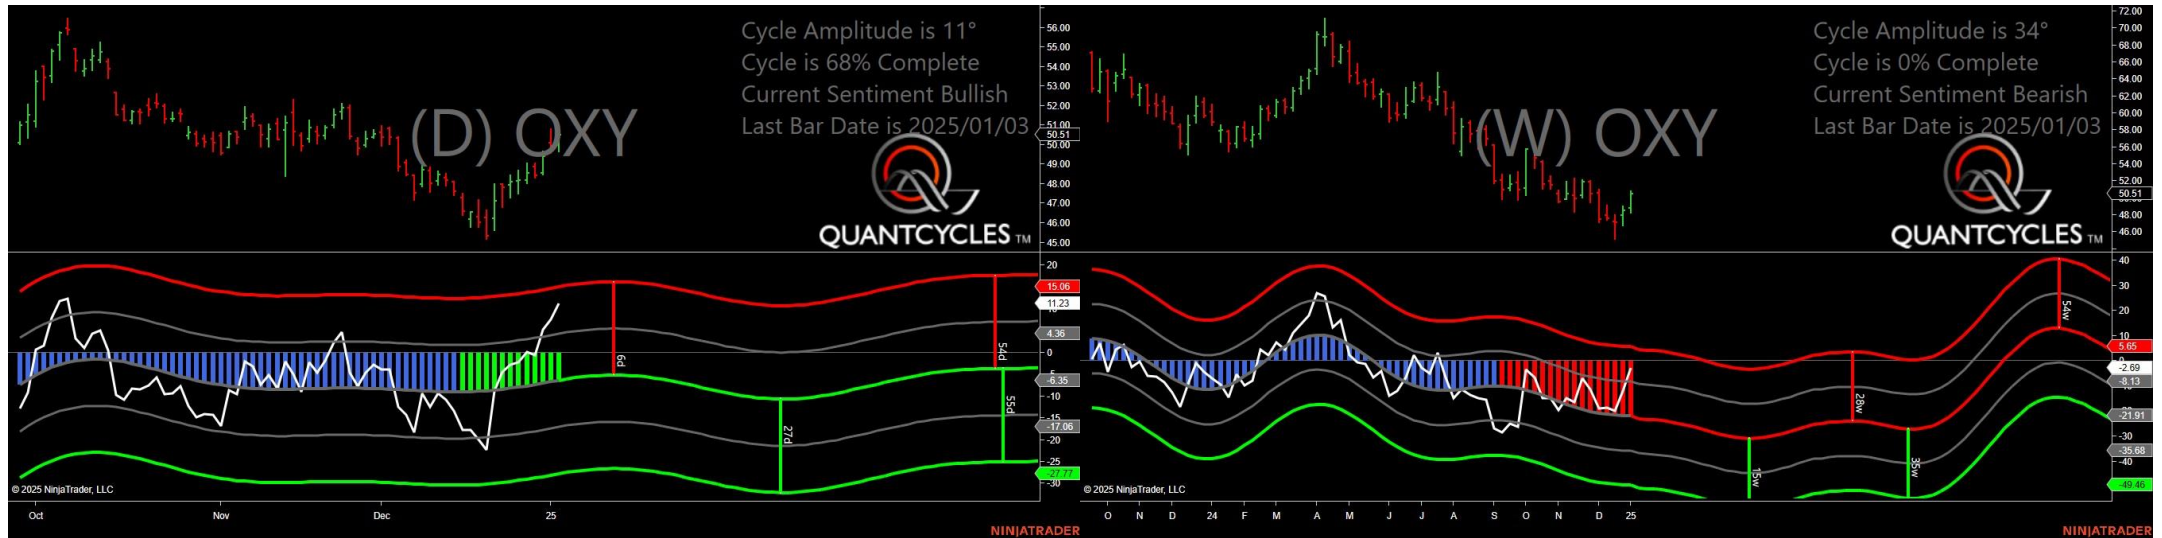 Cycle Amplitude is 11°
Cycle is 68% Complete
Current Sentiment Bullish
Last Bar Date is 2025/01/03
(D) OXY
QUANTCYCLES TM
56.00
55.00
54.00
53.00
52.00
51.00
50.51
50.00
49.00
48.00
47.00
46.00
45.00
20
15.06
11.23
4.36
0
-6.35
-10
-15
-17.06
-20
-25
-27.77
-30
6d
27d
54d
55d
© 2025 NinjaTrader, LLC
Oct Nov Dec 25
NINJATRADER
Cycle Amplitude is 34°
Cycle is 0% Complete
Current Sentiment Bearish
Last Bar Date is 2025/01/03
(W) OXY
QUANTCYCLES TM
72.00
70.00
68.00
66.00
64.00
62.00
60.00
58.00
56.00
54.00
52.00
50.51
48.00
46.00
40
30
20
10
5.65
-2.69
-8.13
-21.91
-30
-35.68
-40
-49.46
15w
28w
35w
54w
© 2025 NinjaTrader, LLC
O N D 24 F M A M J J A S O N D 25
NINJATRADER